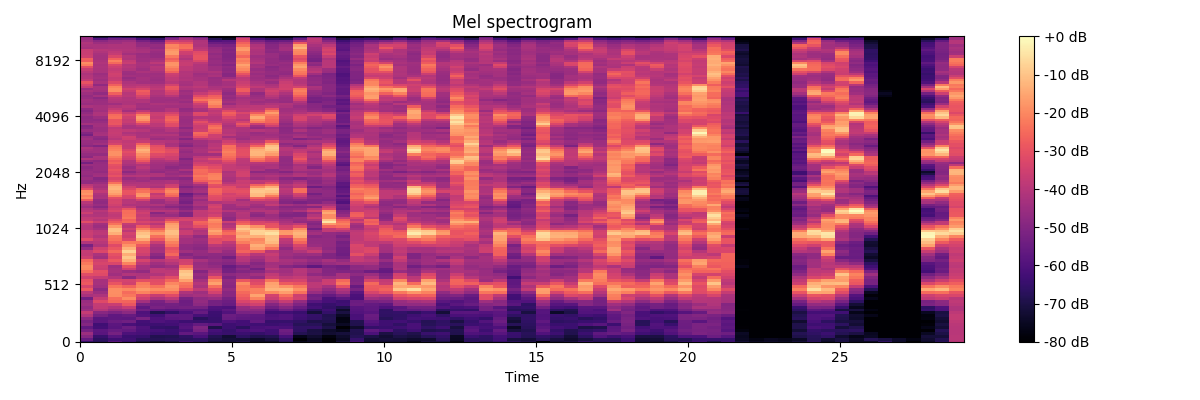 Mel spectrogram
Hz
8192
4096
2048
1024
512
0
0 5 10 15 20 25
Time
+0 dB
-10 dB
-20 dB
-30 dB
-40 dB
-50 dB
-60 dB
-70 dB
-80 dB